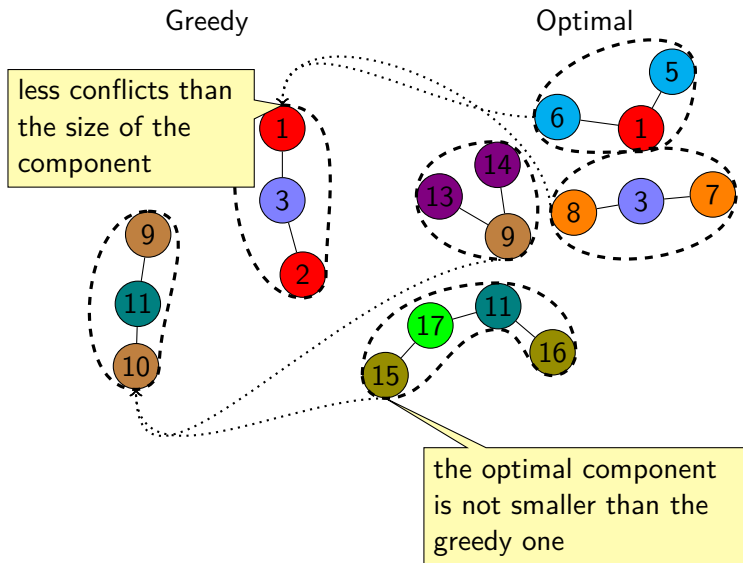 Greedy
Optimal
less conflicts than
the size of the
component
1
3
2
9
11
10
5
6
1
14
13
9
8
3
7
17
11
15
16
the optimal component
is not smaller than the
greedy one